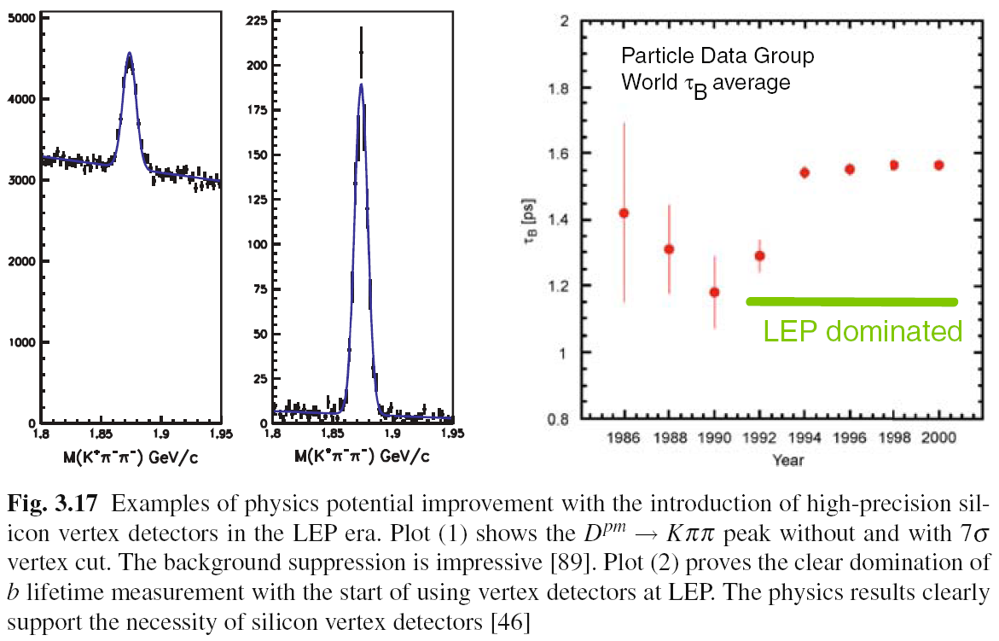 5000
4000
3000
2000
1000
0
1.8 1.85 1.9 1.95
M(K⁺π⁻π⁻) GeV/c
225
200
175
150
125
100
75
50
25
0
1.8 1.85 1.9 1.95
M(K⁺π⁻π⁻) GeV/c
Particle Data Group
World τB average
2
1.8
1.6
1.4
1.2
1
0.8
τB [ps]
LEP dominated
1986 1988 1990 1992 1994 1996 1998 2000
Year
Fig. 3.17 Examples of physics potential improvement with the introduction of high-precision sil-
icon vertex detectors in the LEP era. Plot (1) shows the Dᵖᵐ → Kππ peak without and with 7σ
vertex cut. The background suppression is impressive [89]. Plot (2) proves the clear domination of
b lifetime measurement with the start of using vertex detectors at LEP. The physics results clearly
support the necessity of silicon vertex detectors [46]